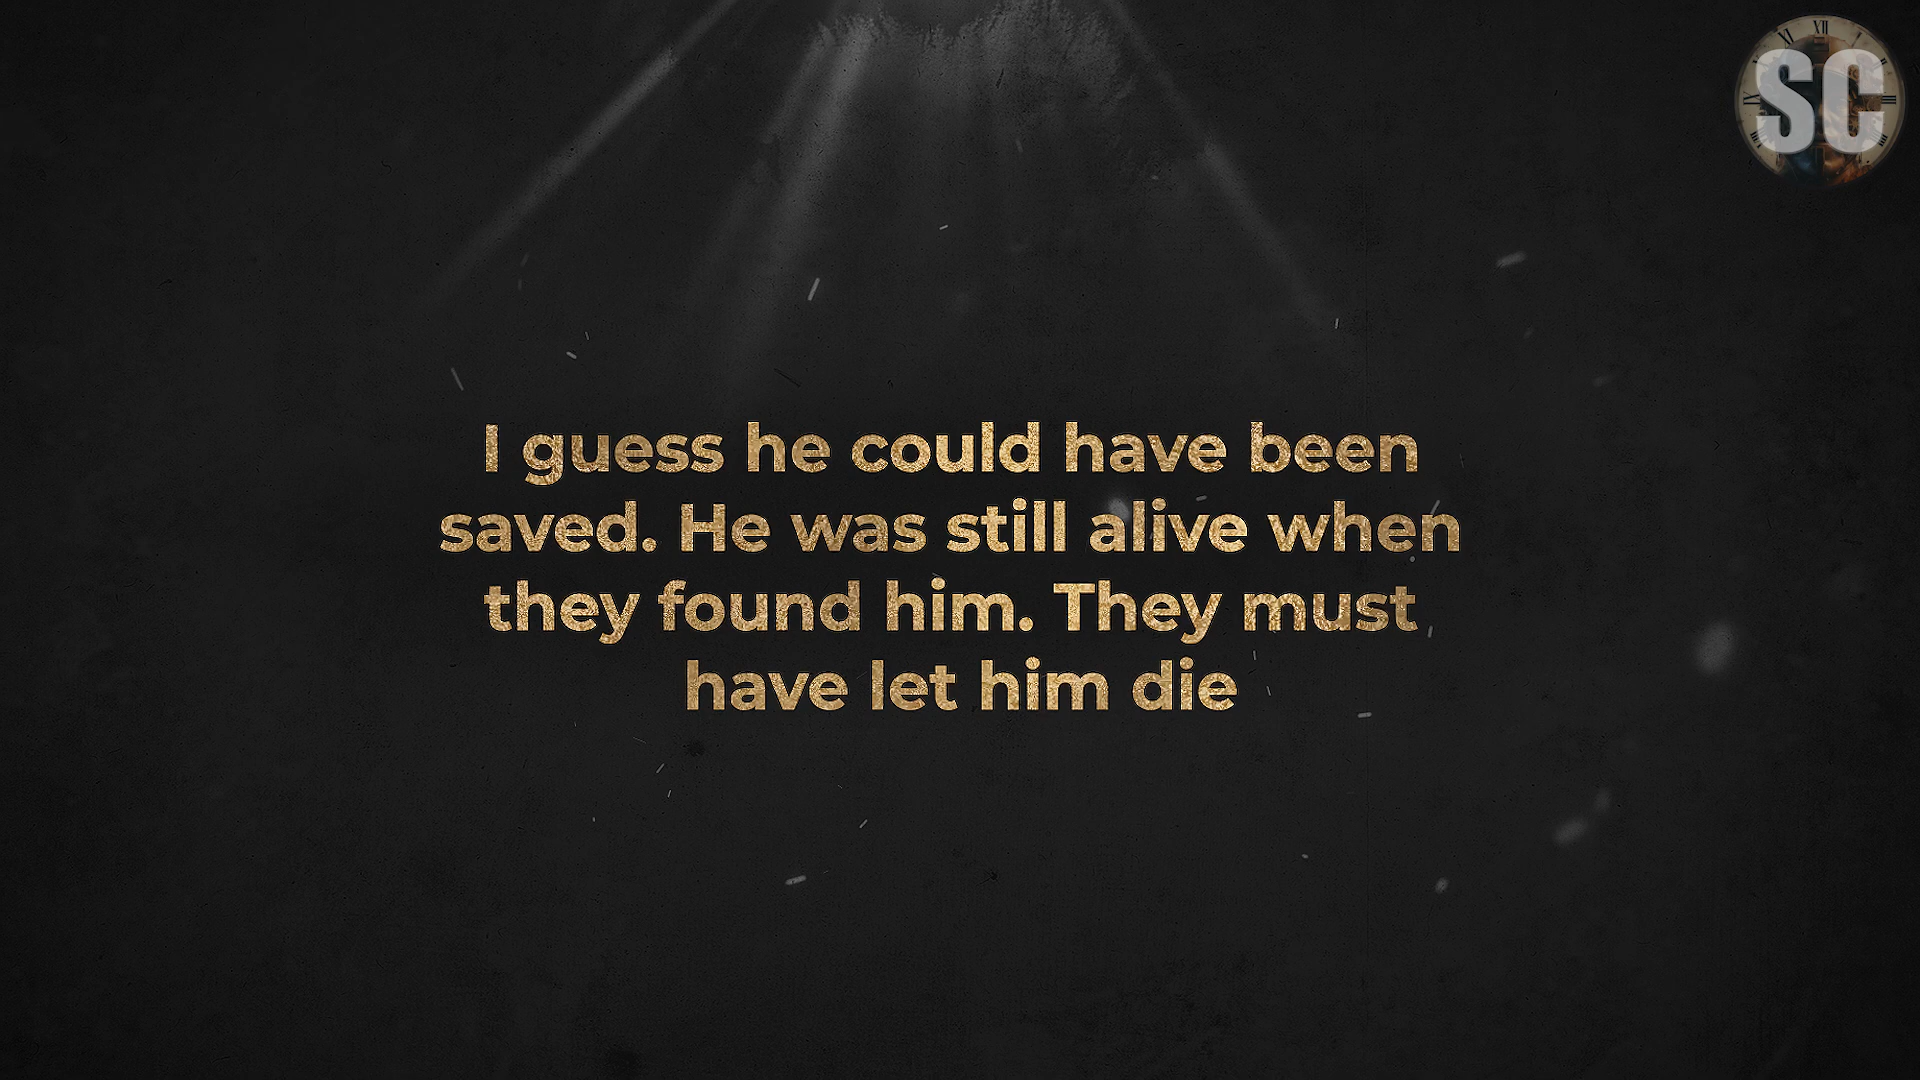 SC
I guess he could have been
saved. He was still alive when
they found him. They must
have let him die